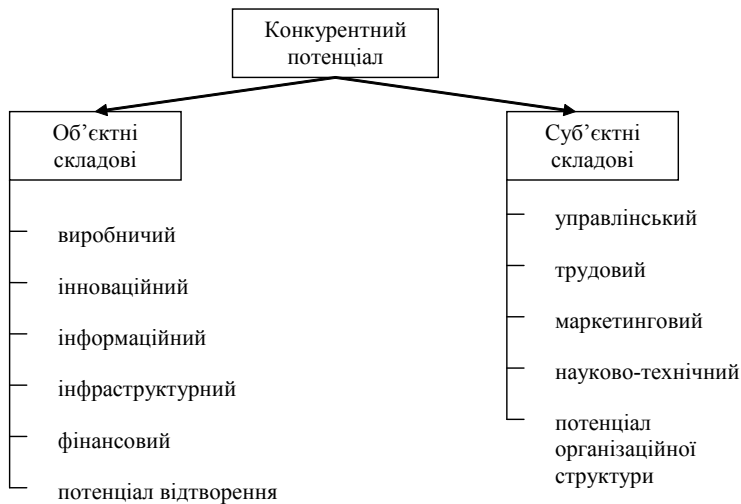 Конкурентний
потенціал
Об’єктні
складові
виробничий
інноваційний
інформаційний
інфраструктурний
фінансовий
потенціал відтворення
Суб’єктні
складові
управлінський
трудовий
маркетинговий
науково-технічний
потенціал
організаційної
структури